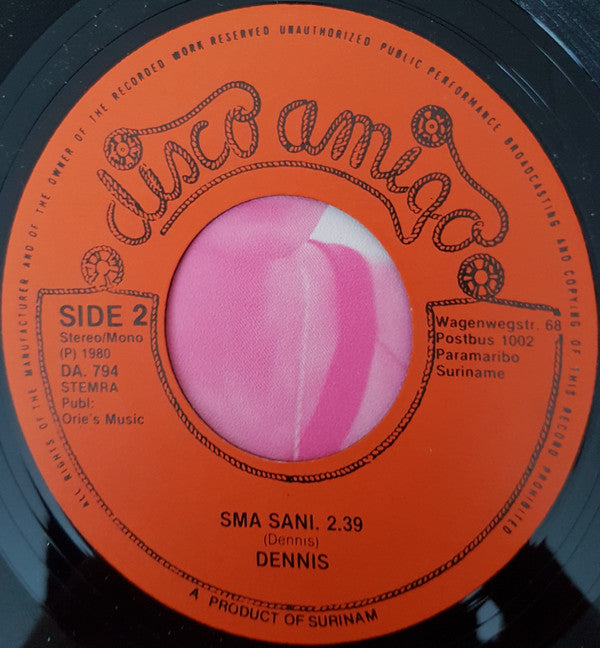 ALL RIGHTS OF THE MANUFACTURER AND OF THE OWNER OF THE RECORDED WORK RESERVED UNAUTHORIZED PUBLIC PERFORMANCE BROADCASTING AND COPYING OF THIS RECORD PROHIBITED
disco amigo
SIDE 2
Stereo/Mono
(P) 1980
DA. 794
STEMRA
Publ:
Orie's Music
Wagenwegstr. 68
Postbus 1002
Paramaribo
Suriname
SMA SANI. 2.39
(Dennis)
DENNIS
A PRODUCT OF SURINAM